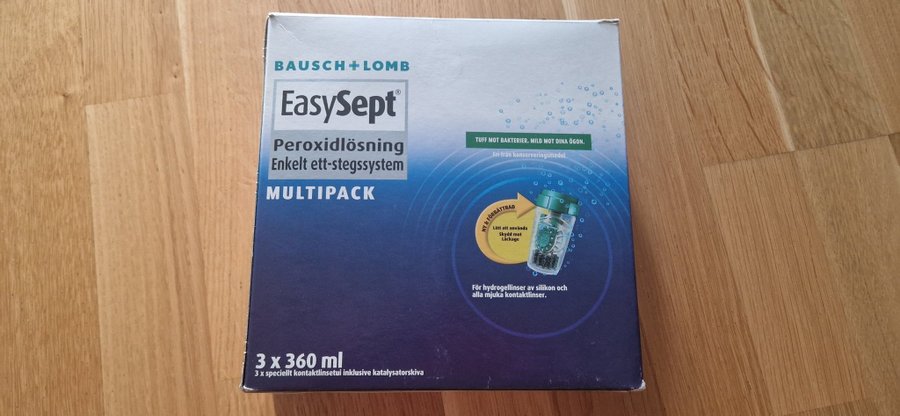 BAUSCH + LOMB
EasySept®
Peroxidlösning
Enkelt ett-stegssystem
MULTIPACK
TUFF MOT BAKTERIER. MILD MOT DINA ÖGON.
Fri från konserveringsmedel
NY & FÖRBÄTTRAD
Lätt att använda
Skydd mot
Läckage
För hydrogellinser av silikon och
alla mjuka kontaktlinser.
3 x 360 ml
3 x speciellt kontaktlinsetui inklusive katalysatorskiva